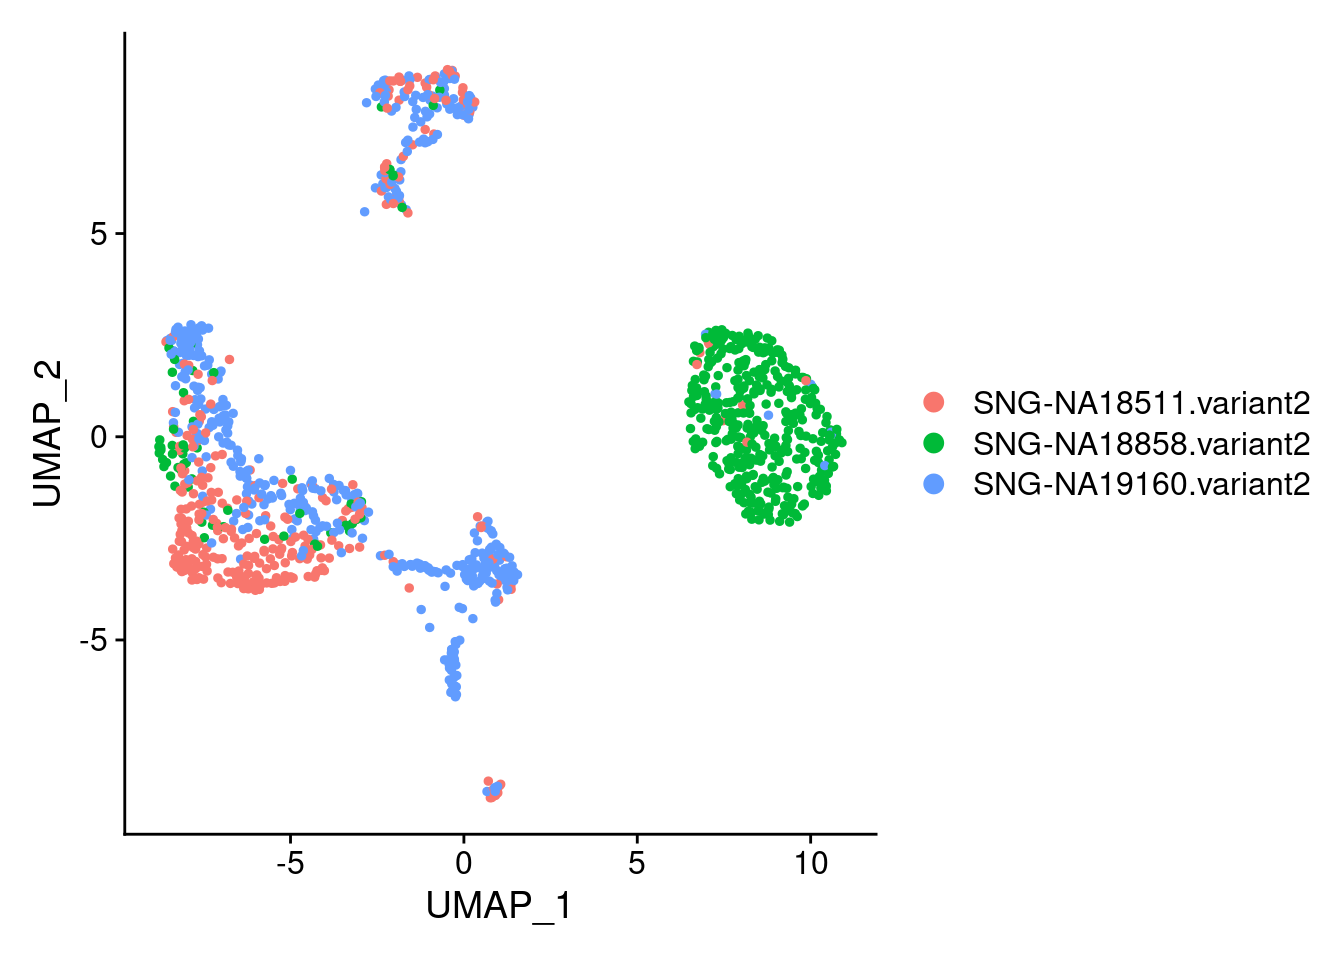 5
0
-5
-5
0
5
10
UMAP_1
UMAP_2
SNG-NA18511.variant2
SNG-NA18858.variant2
SNG-NA19160.variant2